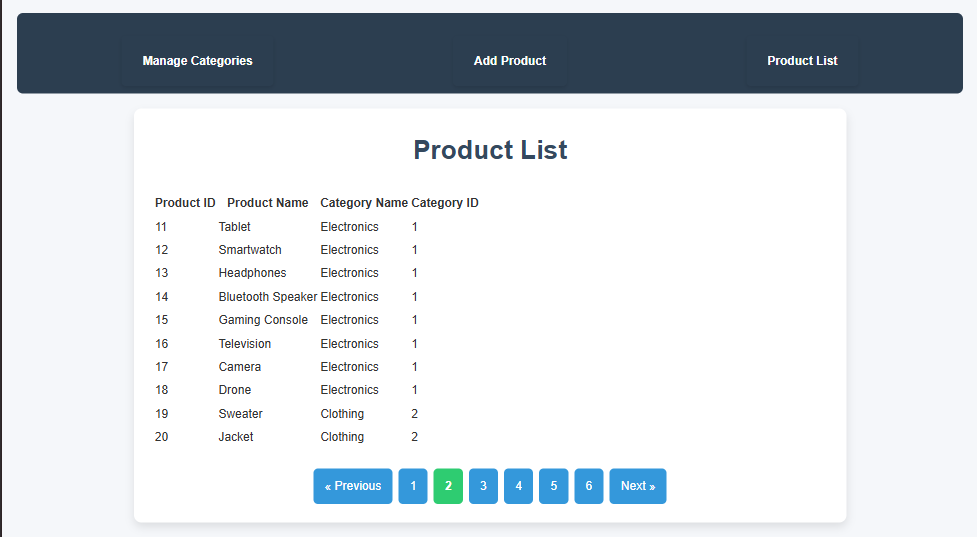 Manage Categories Add Product Product List
Product List
Product ID Product Name Category Name Category ID
11 Tablet Electronics 1
12 Smartwatch Electronics 1
13 Headphones Electronics 1
14 Bluetooth Speaker Electronics 1
15 Gaming Console Electronics 1
16 Television Electronics 1
17 Camera Electronics 1
18 Drone Electronics 1
19 Sweater Clothing 2
20 Jacket Clothing 2
« Previous 1 2 3 4 5 6 Next »